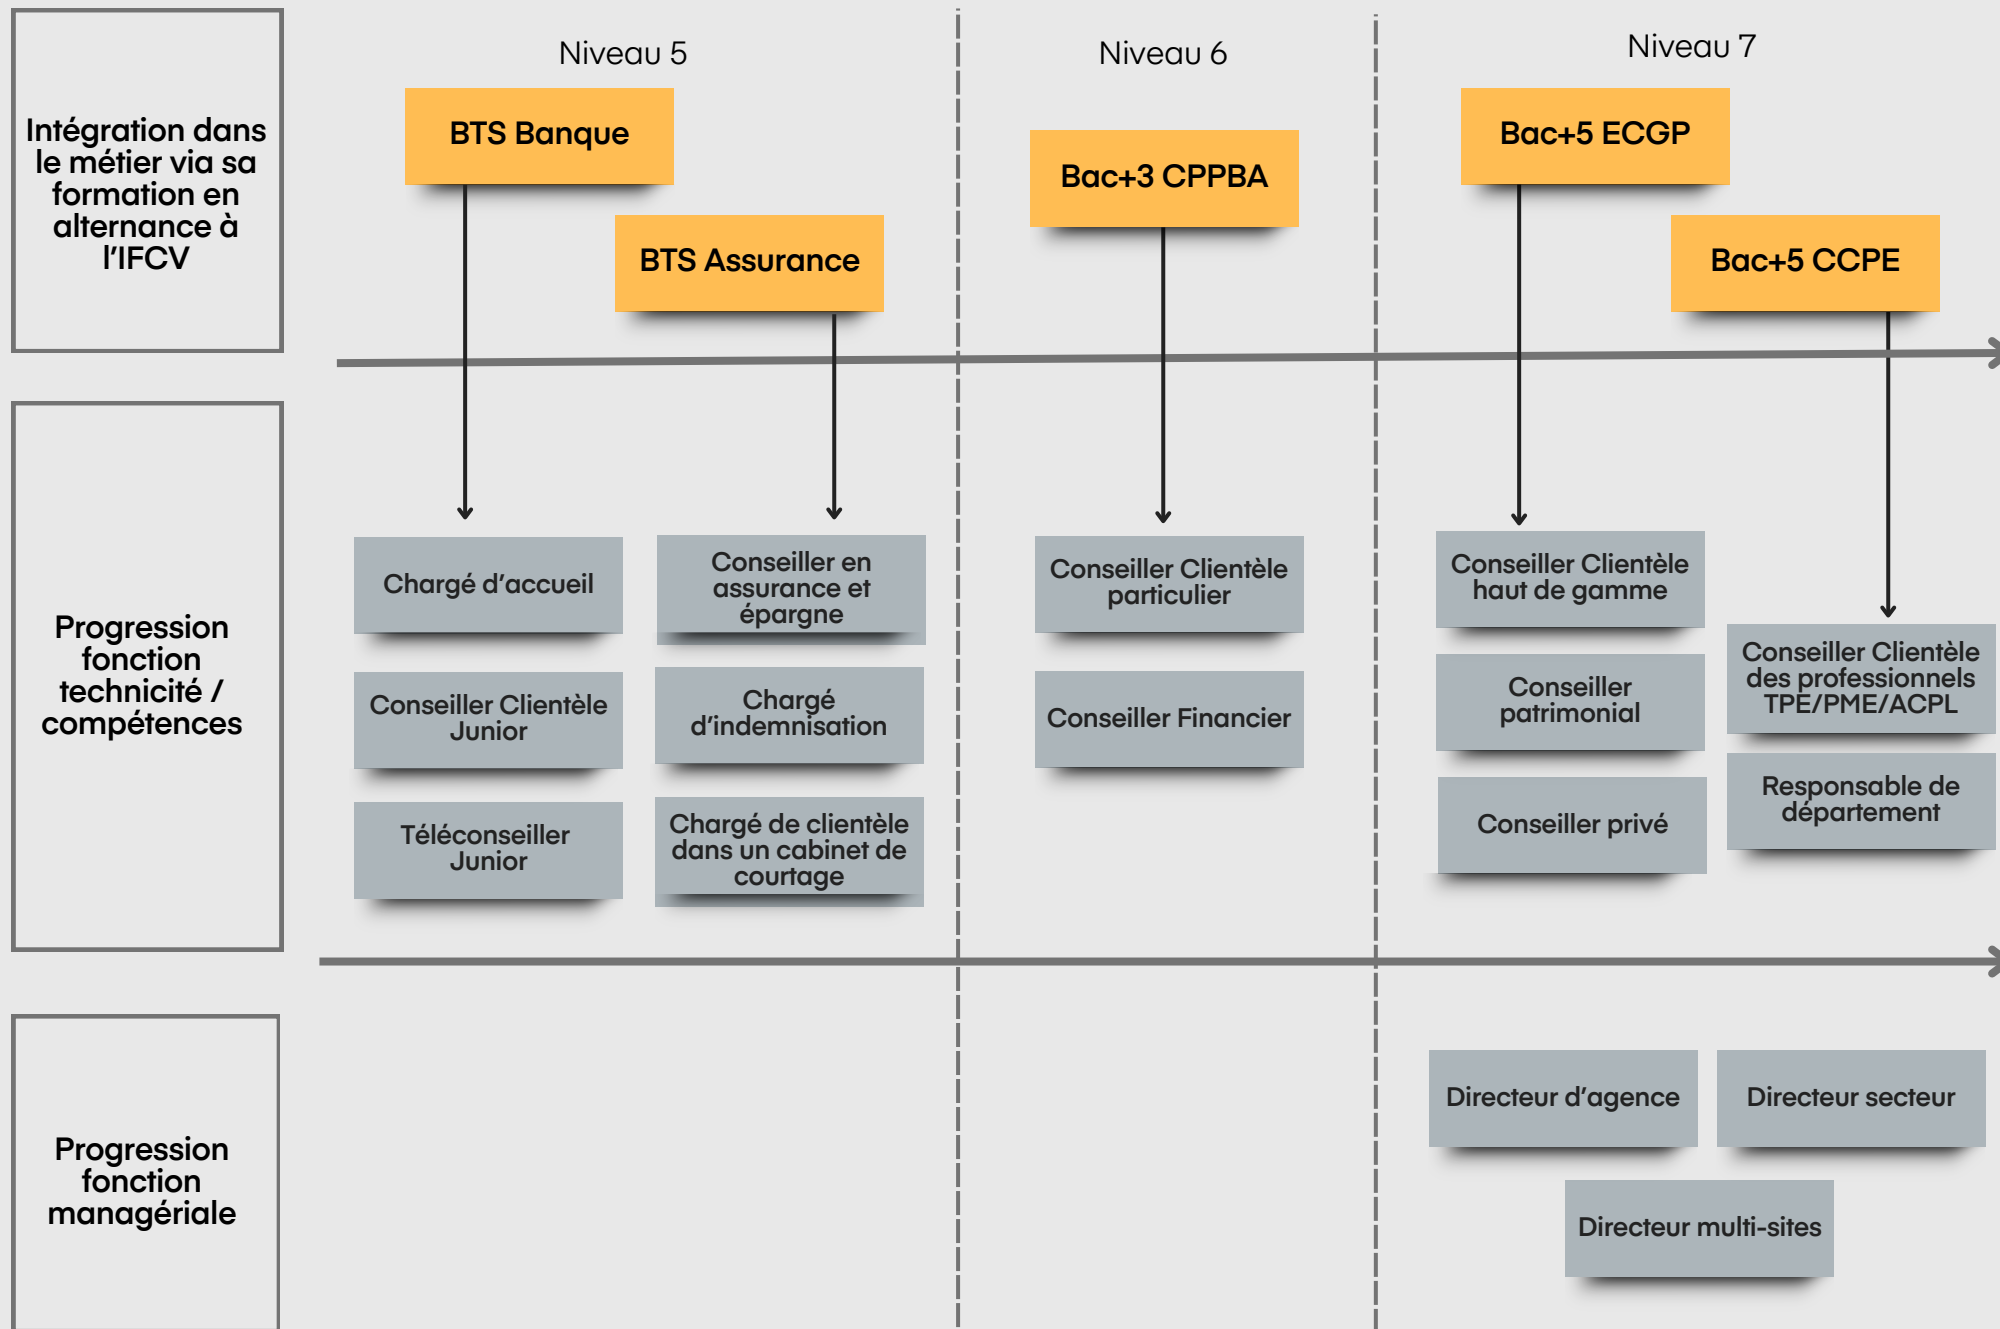 Niveau 5
Niveau 6
Niveau 7
Intégration dans
le métier via sa
formation en
alternance à
l'IFCV
BTS Banque
BTS Assurance
Bac+3 CPPBA
Bac+5 ECGP
Bac+5 CCPE
Progression
fonction
technicité /
compétences
Chargé d'accueil
Conseiller Clientèle
Junior
Téléconseiller
Junior
Conseiller en
assurance et
épargne
Chargé
d'indemnisation
Chargé de clientèle
dans un cabinet de
courtage
Conseiller Clientèle
particulier
Conseiller Financier
Conseiller Clientèle
haut de gamme
Conseiller
patrimonial
Conseiller privé
Conseiller Clientèle
des professionnels
TPE/PME/ACPL
Responsable de
département
Progression
fonction
managériale
Directeur d'agence
Directeur secteur
Directeur multi-sites